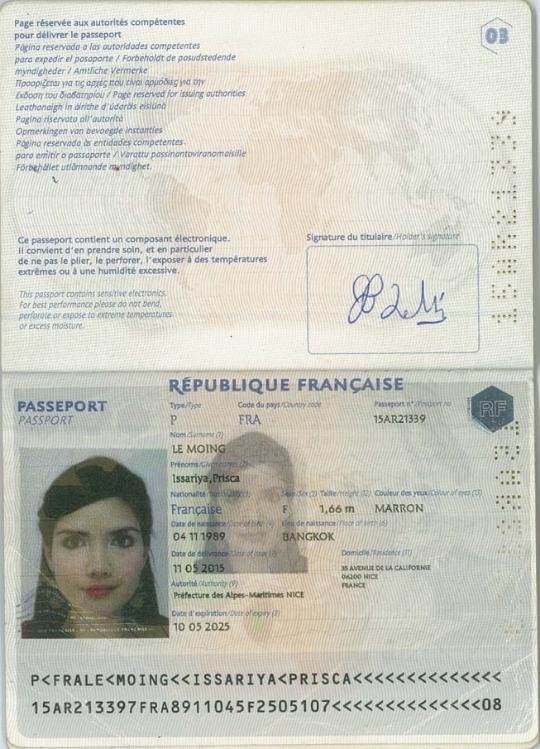 Page réservée aux autorités compétentes
pour délivrer le passeport
Página reservada a las autoridades competentes
para expedir el pasaporte / Forbeholdt de pasudstedende
myndigheder / Amtliche Vermerke
Προορίζεται για τις αρχές που είναι αρμόδιες για την
έκδοση του διαβατηρίου / Page reserved for issuing authorities
Leathanaigh in áirithe d'údaráis eisiúna
Pagina riservata all'autorità
Opmerkingen van bevoegde instanties
Página reservada às entidades competentes
para emitir o passaporte / Varattu passinantoviranomaisille
Förbehållet utlämnande myndighet.
03
Ce passeport contient un composant électronique.
Il convient d'en prendre soin, et en particulier
de ne pas le plier, le perforer, l'exposer à des températures
extrêmes ou à une humidité excessive.
This passport contains sensitive electronics.
For best performance please do not bend,
perforate or expose to extreme temperatures
or excess moisture.
Signature du titulaire/Holder's signature
RÉPUBLIQUE FRANÇAISE
PASSEPORT
PASSPORT
Type/Type Code du pays/Country code Passeport n°/Passport no
P FRA 15AR21339
RF
Nom/Surname (1)
LE MOING
Prénoms/Given names (2)
Issariya,Prisca
Nationalité/Nationality (3) Sexe/Sex (5) Taille/Height (12) Couleur des yeux/Colour of eyes (13)
Française F 1,66 m MARRON
Date de naissance/Date of birth (4) Lieu de naissance/Place of birth (6)
04 11 1989 BANGKOK
Date de délivrance/Date of issue (7) Domicile/Residence (11)
11 05 2015 35 AVENUE DE LA CALIFORNIE
06200 NICE
FRANCE
Autorité/Authority (9)
Préfecture des Alpes-Maritimes NICE
Date d'expiration/Date of expiry (8)
10 05 2025
P<FRALE<MOING<<ISSARIYA<PRISCA<<<<<<<<<<<<<<
15AR213397FRA8911045F2505107<<<<<<<<<<<<<<08